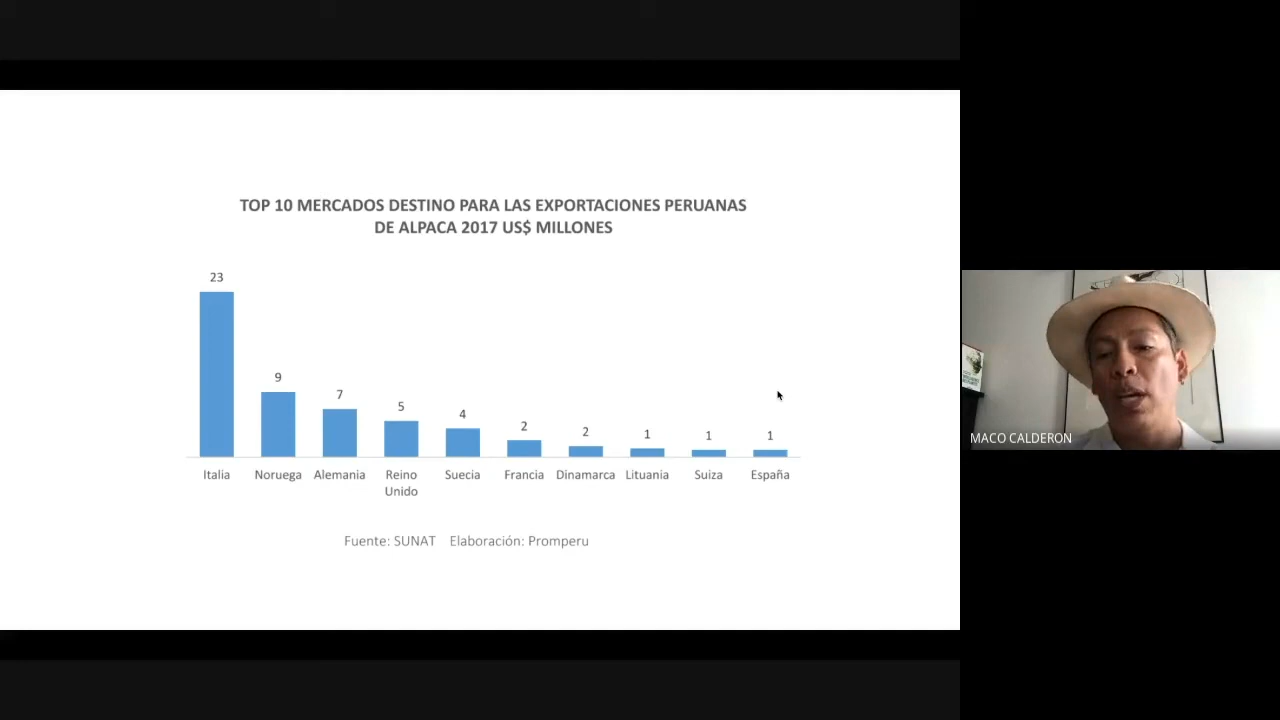 TOP 10 MERCADOS DESTINO PARA LAS EXPORTACIONES PERUANAS
DE ALPACA 2017 US$ MILLONES
23
9
7
5
4
2
2
1
1
1
Italia
Noruega
Alemania
Reino
Unido
Suecia
Francia
Dinamarca
Lituania
Suiza
España
Fuente: SUNAT Elaboración: Promperu
MACO CALDERON